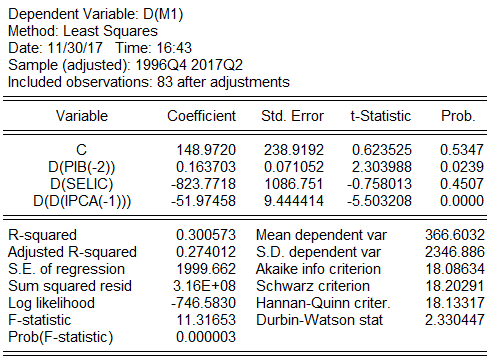 Dependent Variable: D(M1)
Method: Least Squares
Date: 11/30/17 Time: 16:43
Sample (adjusted): 1996Q4 2017Q2
Included observations: 83 after adjustments
Variable Coefficient Std. Error t-Statistic Prob.
C 148.9720 238.9192 0.623525 0.5347
D(PIB(-2)) 0.163703 0.071052 2.303988 0.0239
D(SELIC) -823.7718 1086.751 -0.758013 0.4507
D(D(IPCA(-1))) -51.97458 9.444414 -5.503208 0.0000
R-squared 0.300573 Mean dependent var 366.6032
Adjusted R-squared 0.274012 S.D. dependent var 2346.886
S.E. of regression 1999.662 Akaike info criterion 18.08634
Sum squared resid 3.16E+08 Schwarz criterion 18.20291
Log likelihood -746.5830 Hannan-Quinn criter. 18.13317
F-statistic 11.31653 Durbin-Watson stat 2.330447
Prob(F-statistic) 0.000003